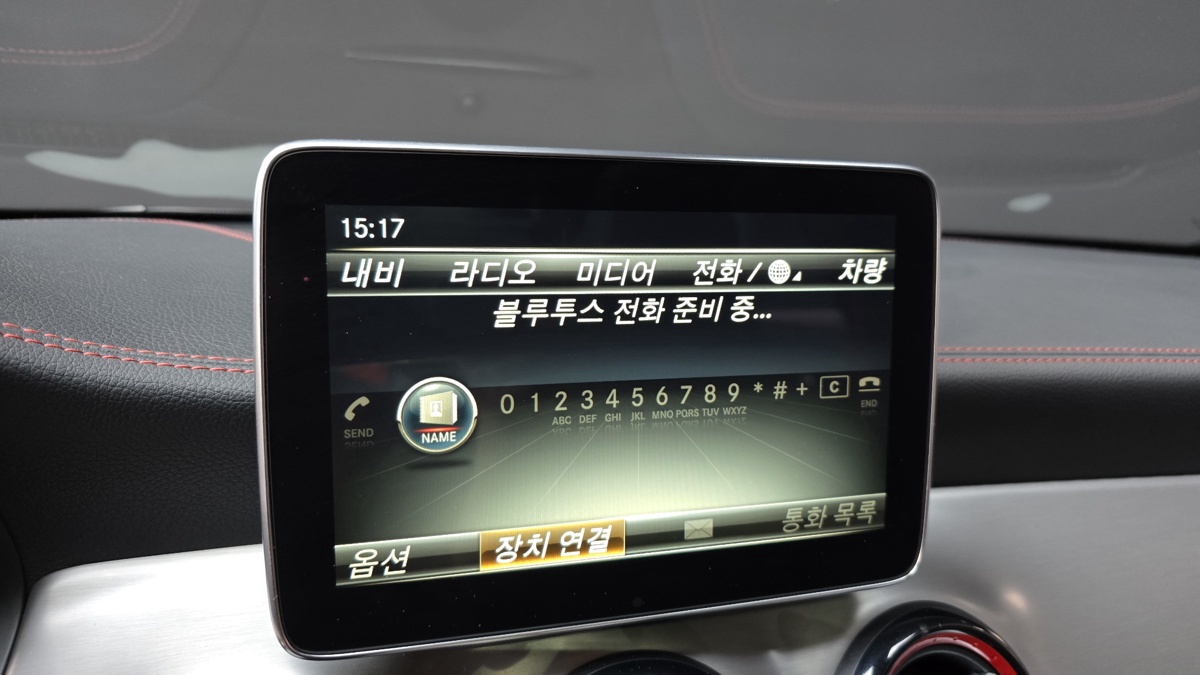 15:17
내비 라디오 미디어 전화 / 차량
블루투스 전화 준비 중...
0 1 2 3 4 5 6 7 8 9 * # + C
ABC DEF GHI JKL MNO PQRS TUV WXYZ
SEND NAME END
옵션 장치 연결 통화 목록